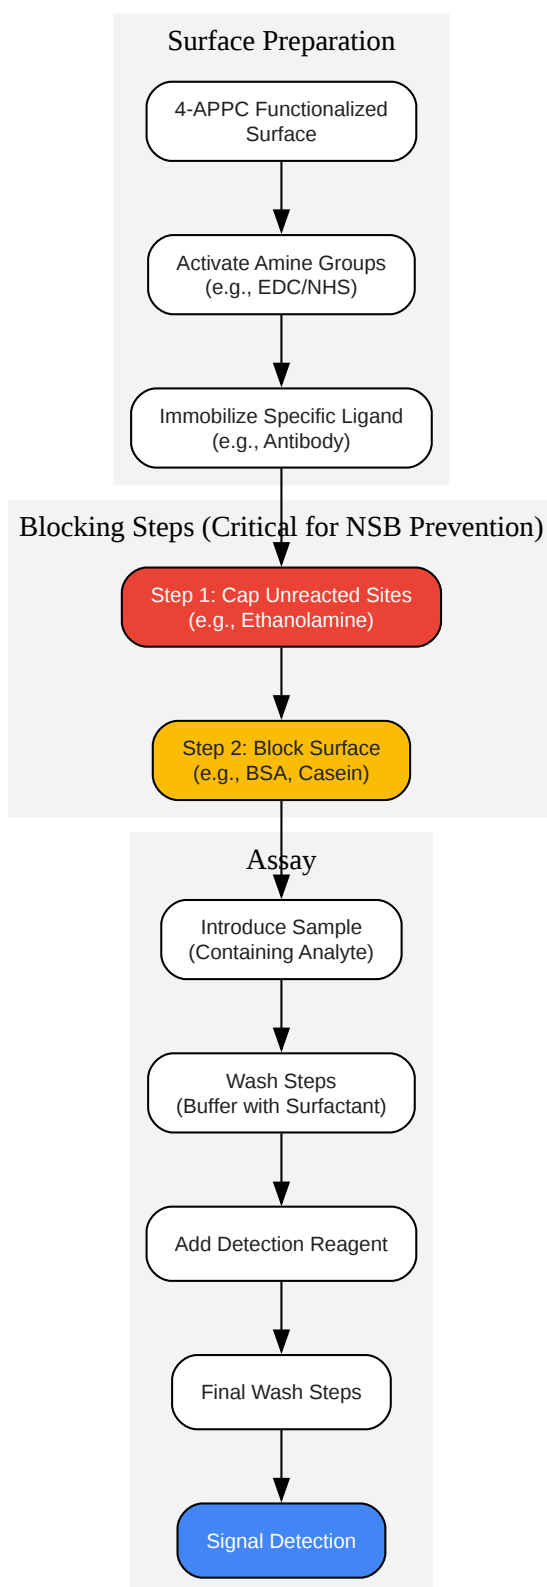 Surface Preparation
4-APPC Functionalized
Surface
Activate Amine Groups
(e.g., EDC/NHS)
Immobilize Specific Ligand
(e.g., Antibody)
Blocking Steps (Critical for NSB Prevention)
Step 1: Cap Unreacted Sites
(e.g., Ethanolamine)
Step 2: Block Surface
(e.g., BSA, Casein)
Assay
Introduce Sample
(Containing Analyte)
Wash Steps
(Buffer with Surfactant)
Add Detection Reagent
Final Wash Steps
Signal Detection